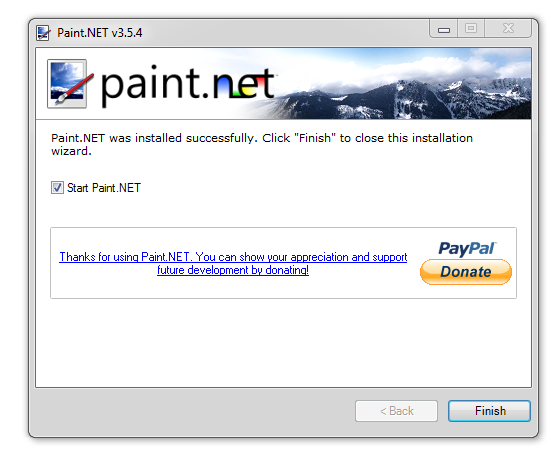 Paint.NET v3.5.4
paint.net
Paint.NET was installed successfully. Click "Finish" to close this installation
wizard.
Start Paint.NET
Thanks for using Paint.NET. You can show your appreciation and support
future development by donating!
PayPal
Donate
< Back
Finish